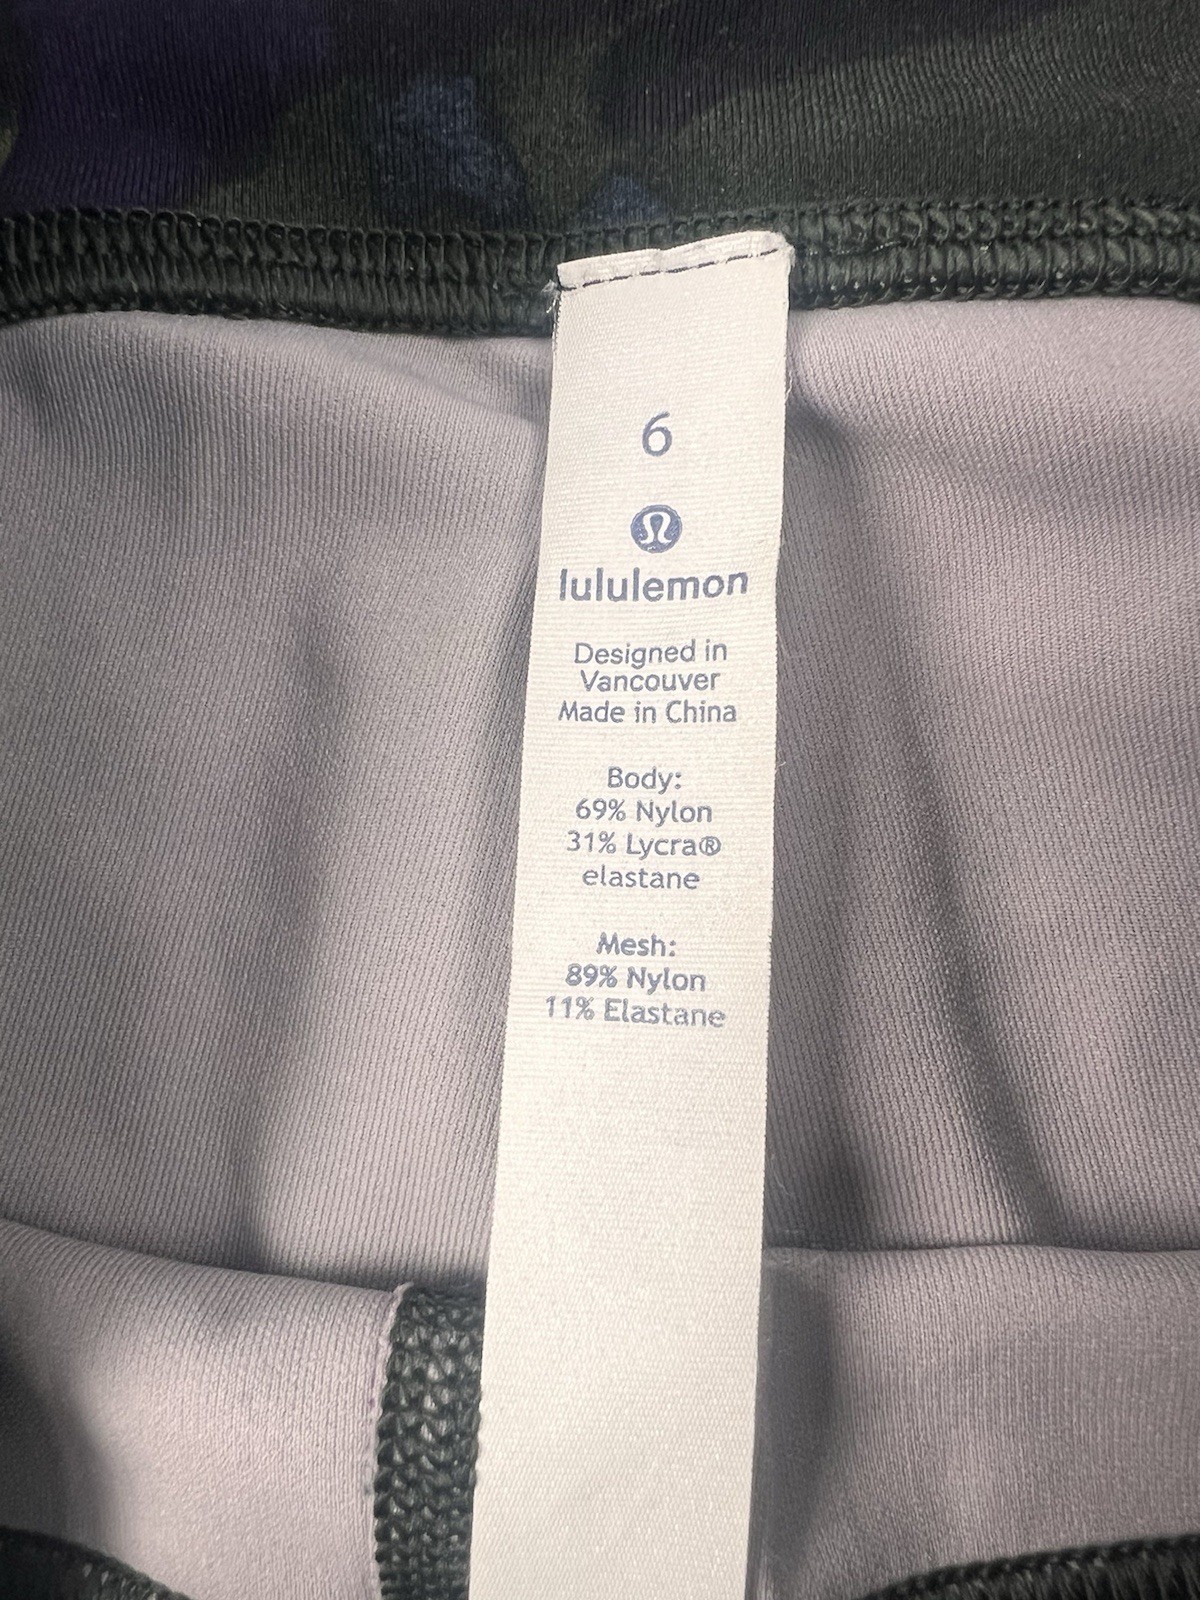 6
lululemon
Designed in
Vancouver
Made in China
Body:
69% Nylon
31% Lycra®
elastane
Mesh:
89% Nylon
11% Elastane